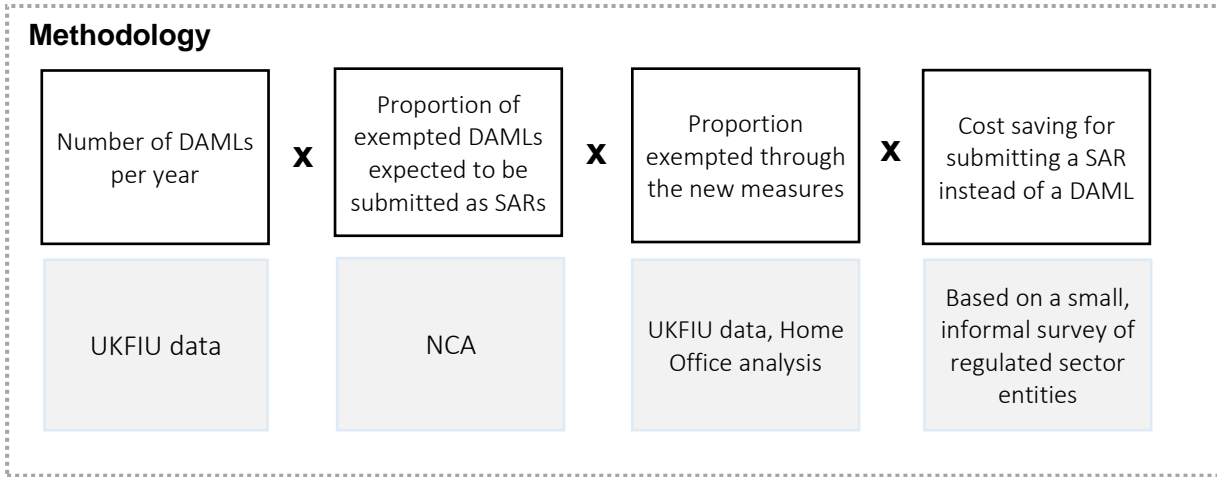 Methodology
Number of DAMLs
per year
x
Proportion of
exempted DAMLs
expected to be
submitted as SARs
x
Proportion
exempted through
the new measures
x
Cost saving for
submitting a SAR
instead of a DAML
UKFIU data
NCA
UKFIU data, Home
Office analysis
Based on a small,
informal survey of
regulated sector
entities